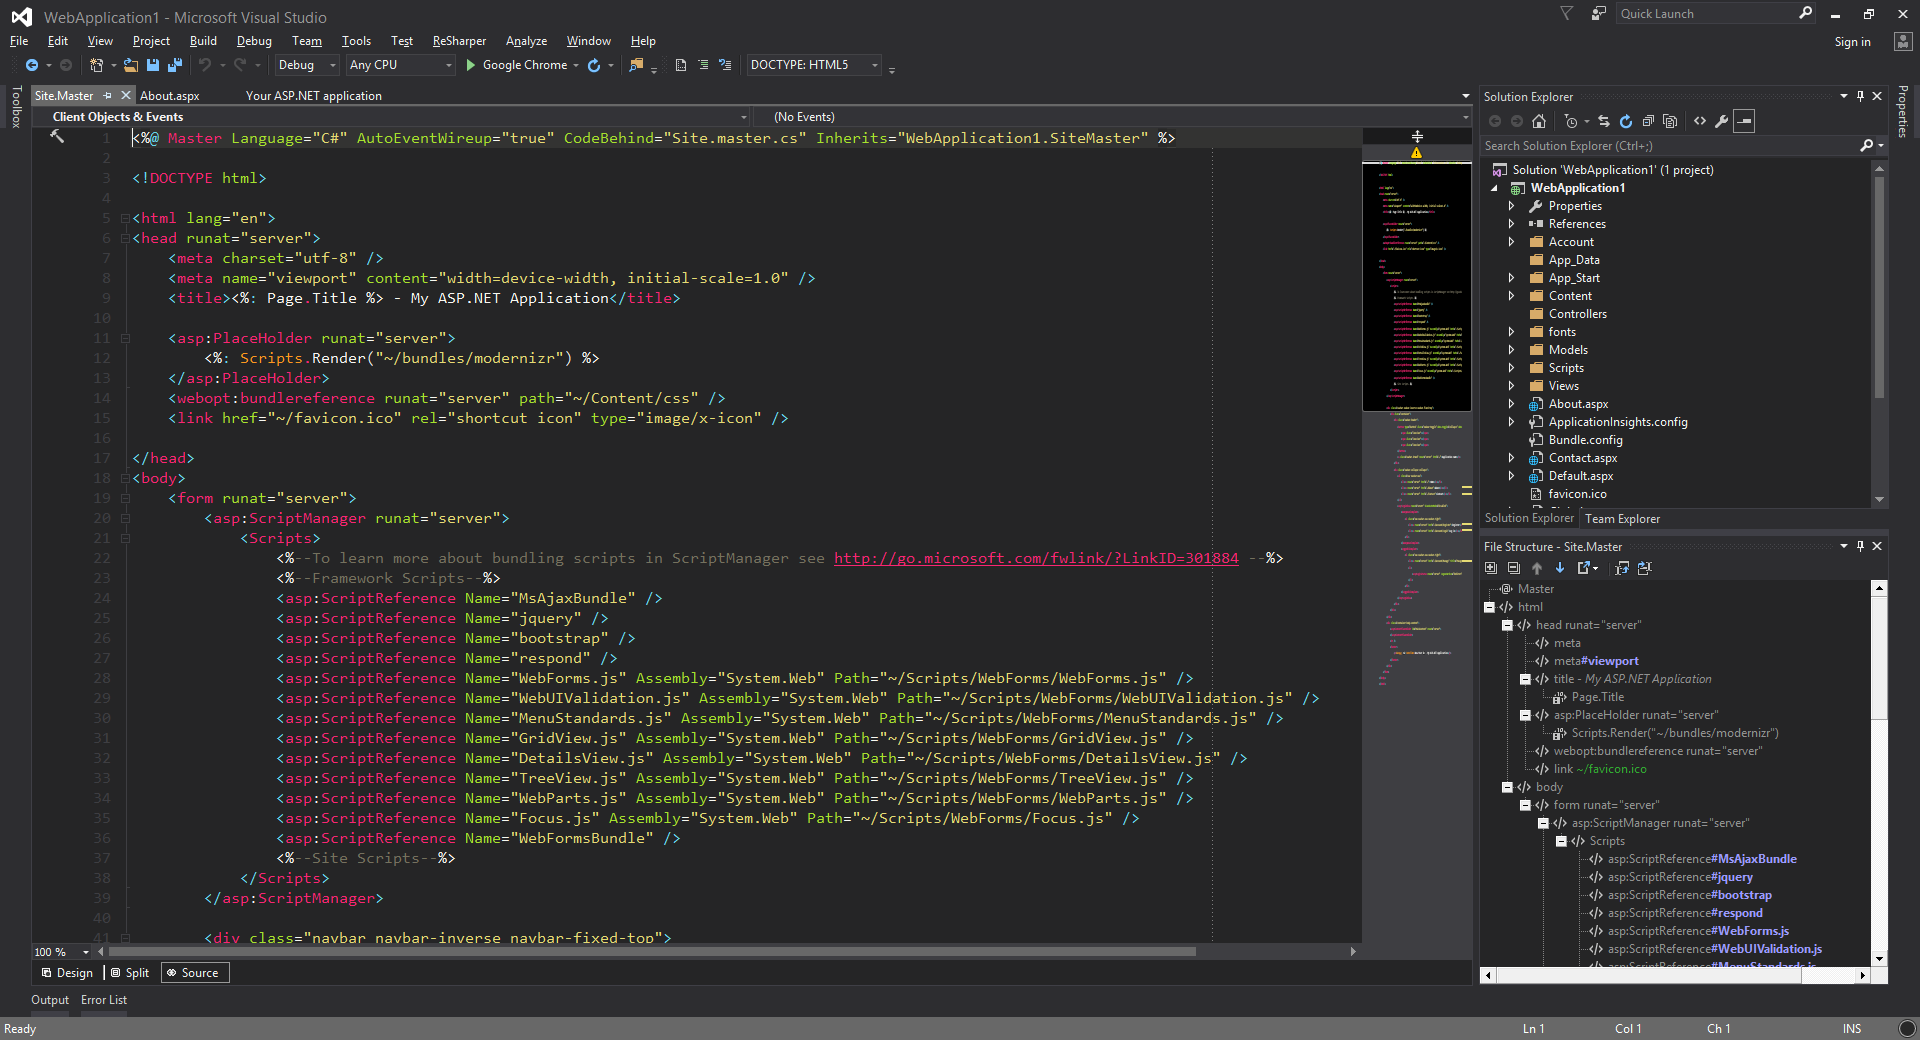 WebApplication1 - Microsoft Visual Studio
Quick Launch
File Edit View Project Build Debug Team Tools Test ReSharper Analyze Window Help
Sign in
Debug Any CPU Google Chrome DOCTYPE: HTML5
Toolbox
Site.Master About.aspx Your ASP.NET application
Client Objects & Events (No Events)
1 <%@ Master Language="C#" AutoEventWireup="true" CodeBehind="Site.master.cs" Inherits="WebApplication1.SiteMaster" %>
2
3 <!DOCTYPE html>
4
5 <html lang="en">
6 <head runat="server">
7 <meta charset="utf-8" />
8 <meta name="viewport" content="width=device-width, initial-scale=1.0" />
9 <title><%: Page.Title %> - My ASP.NET Application</title>
10
11 <asp:PlaceHolder runat="server">
12 <%: Scripts.Render("~/bundles/modernizr") %>
13 </asp:PlaceHolder>
14 <webopt:bundlereference runat="server" path="~/Content/css" />
15 <link href="~/favicon.ico" rel="shortcut icon" type="image/x-icon" />
16
17 </head>
18 <body>
19 <form runat="server">
20 <asp:ScriptManager runat="server">
21 <Scripts>
22 <%--To learn more about bundling scripts in ScriptManager see http://go.microsoft.com/fwlink/?LinkID=301884 --%>
23 <%--Framework Scripts--%>
24 <asp:ScriptReference Name="MsAjaxBundle" />
25 <asp:ScriptReference Name="jquery" />
26 <asp:ScriptReference Name="bootstrap" />
27 <asp:ScriptReference Name="respond" />
28 <asp:ScriptReference Name="WebForms.js" Assembly="System.Web" Path="~/Scripts/WebForms/WebForms.js" />
29 <asp:ScriptReference Name="WebUIValidation.js" Assembly="System.Web" Path="~/Scripts/WebForms/WebUIValidation.js" />
30 <asp:ScriptReference Name="MenuStandards.js" Assembly="System.Web" Path="~/Scripts/WebForms/MenuStandards.js" />
31 <asp:ScriptReference Name="GridView.js" Assembly="System.Web" Path="~/Scripts/WebForms/GridView.js" />
32 <asp:ScriptReference Name="DetailsView.js" Assembly="System.Web" Path="~/Scripts/WebForms/DetailsView.js" />
33 <asp:ScriptReference Name="TreeView.js" Assembly="System.Web" Path="~/Scripts/WebForms/TreeView.js" />
34 <asp:ScriptReference Name="WebParts.js" Assembly="System.Web" Path="~/Scripts/WebForms/WebParts.js" />
35 <asp:ScriptReference Name="Focus.js" Assembly="System.Web" Path="~/Scripts/WebForms/Focus.js" />
36 <asp:ScriptReference Name="WebFormsBundle" />
37 <%--Site Scripts--%>
38 </Scripts>
39 </asp:ScriptManager>
40
41 <div class="navbar navbar-inverse navbar-fixed-top">
100 %
Design Split Source
Output Error List
Solution Explorer
Search Solution Explorer (Ctrl+;)
Solution 'WebApplication1' (1 project)
WebApplication1
Properties
References
Account
App_Data
App_Start
Content
Controllers
fonts
Models
Scripts
Views
About.aspx
ApplicationInsights.config
Bundle.config
Contact.aspx
Default.aspx
favicon.ico
Solution Explorer Team Explorer
File Structure - Site.Master
Master
html
head runat="server"
meta
meta#viewport
title - My ASP.NET Application
Page.Title
asp:PlaceHolder runat="server"
Scripts.Render("~/bundles/modernizr")
webopt:bundlereference runat="server"
link ~/favicon.ico
body
form runat="server"
asp:ScriptManager runat="server"
Scripts
asp:ScriptReference#MsAjaxBundle
asp:ScriptReference#jquery
asp:ScriptReference#bootstrap
asp:ScriptReference#respond
asp:ScriptReference#WebForms.js
asp:ScriptReference#WebUIValidation.js
asp:ScriptReference#MenuStandards.js
Properties
Ready Ln 1 Col 1 Ch 1 INS